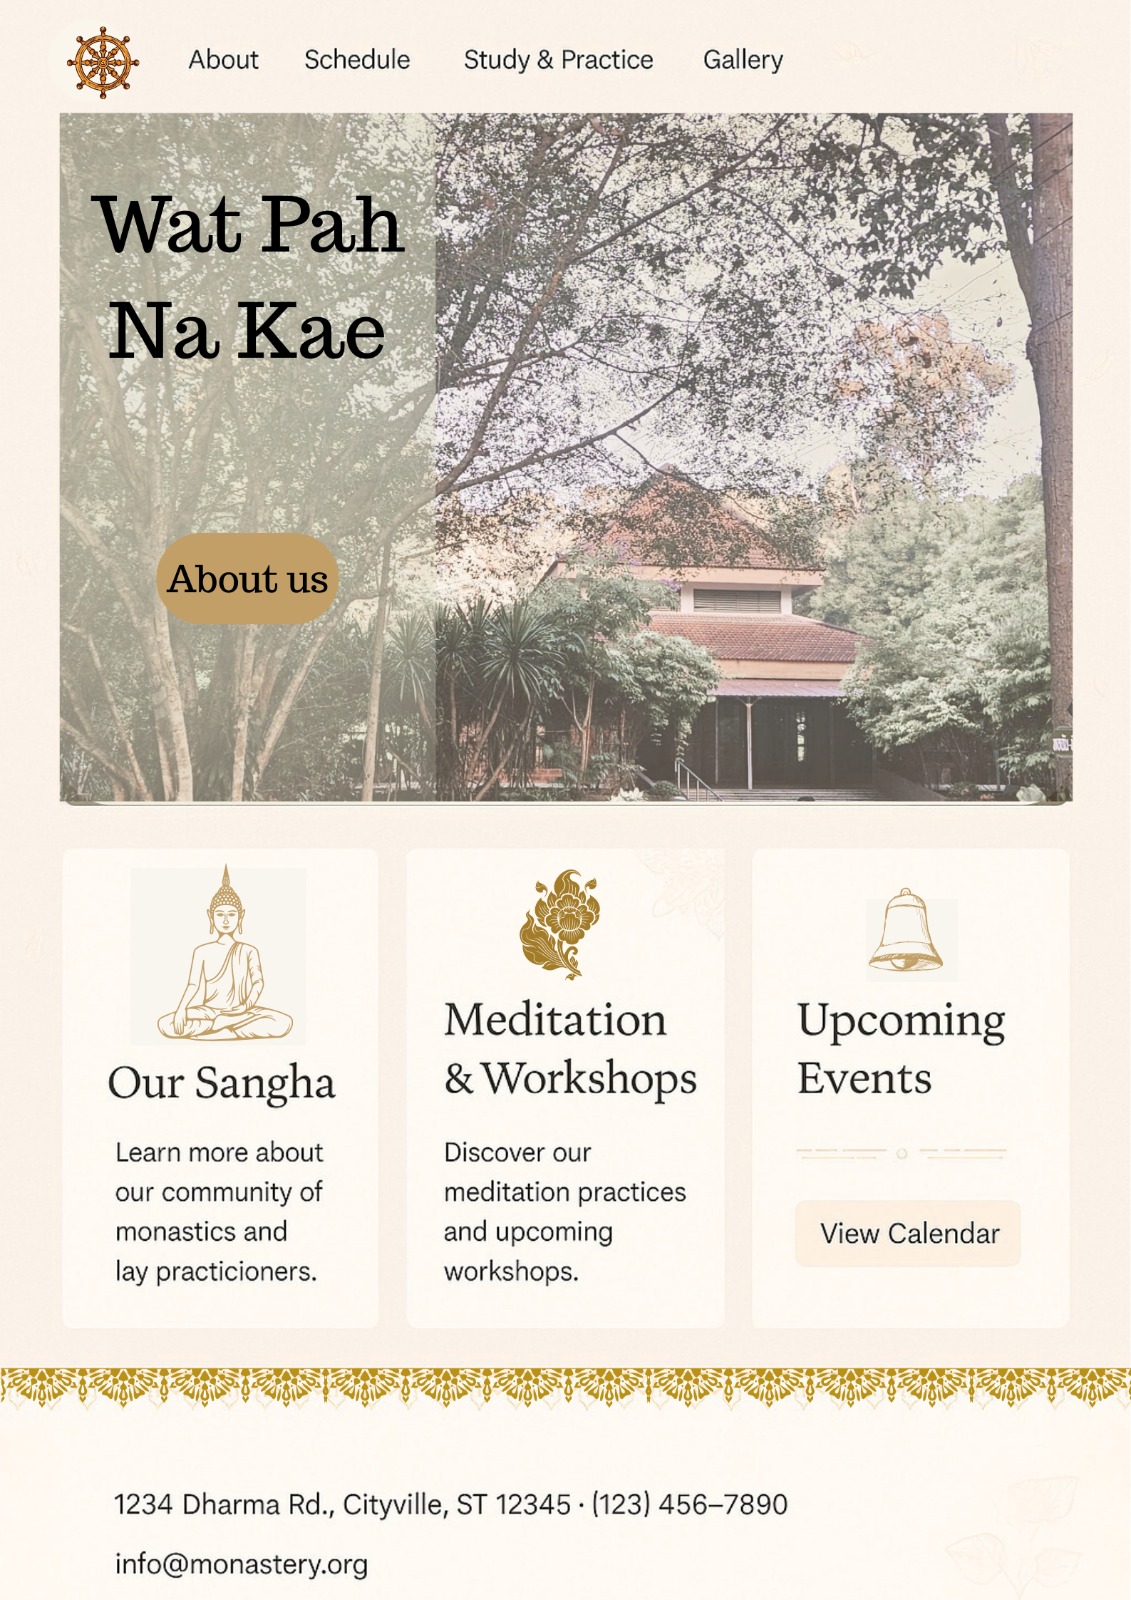 About Schedule Study & Practice Gallery
Wat Pah
Na Kae
About us
Our Sangha
Learn more about
our community of
monastics and
lay practicioners.
Meditation
& Workshops
Discover our
meditation practices
and upcoming
workshops.
Upcoming
Events
View Calendar
1234 Dharma Rd., Cityville, ST 12345 · (123) 456–7890
info@monastery.org